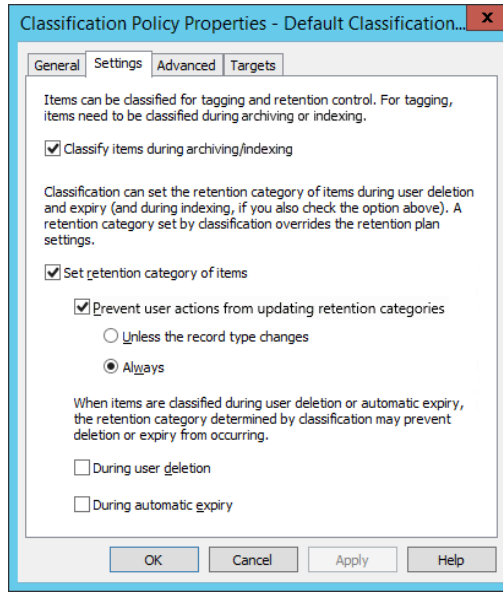 Classification Policy Properties - Default Classification...
x
General Settings Advanced Targets
Items can be classified for tagging and retention control. For tagging,
items need to be classified during archiving or indexing.
Classify items during archiving/indexing
Classification can set the retention category of items during user deletion
and expiry (and during indexing, if you also check the option above). A
retention category set by classification overrides the retention plan
settings.
Set retention category of items
Prevent user actions from updating retention categories
Unless the record type changes
Always
When items are classified during user deletion or automatic expiry,
the retention category determined by classification may prevent
deletion or expiry from occurring.
During user deletion
During automatic expiry
OK Cancel Apply Help